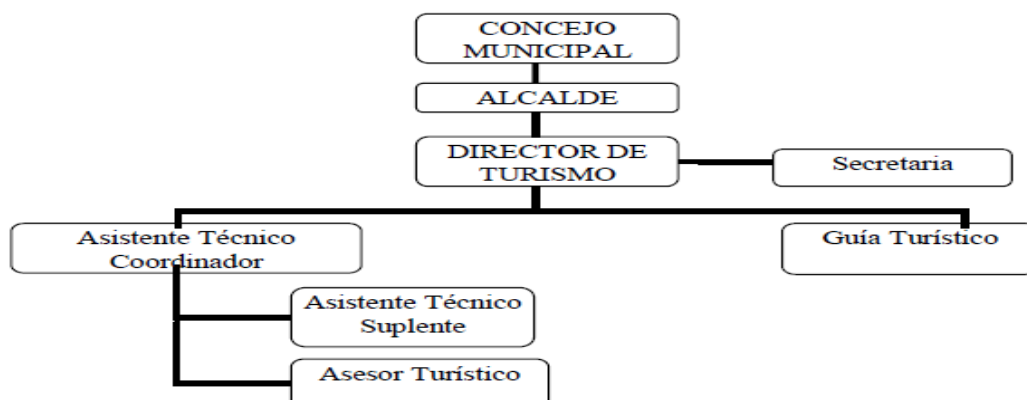 CONCEJO
MUNICIPAL
ALCALDE
DIRECTOR DE
TURISMO
Secretaria
Asistente Técnico
Coordinador
Guía Turístico
Asistente Técnico
Suplente
Asesor Turístico